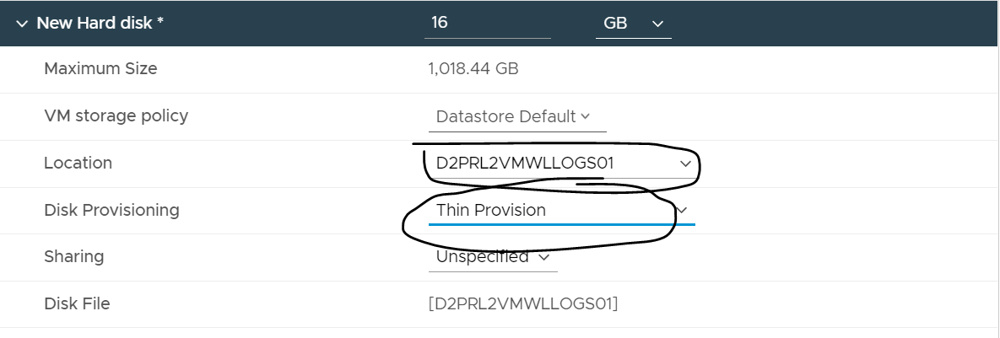 New Hard disk * 16 GB
Maximum Size 1,018.44 GB
VM storage policy Datastore Default
Location D2PRL2VMWLLOGS01
Disk Provisioning Thin Provision
Sharing Unspecified
Disk File [D2PRL2VMWLLOGS01]